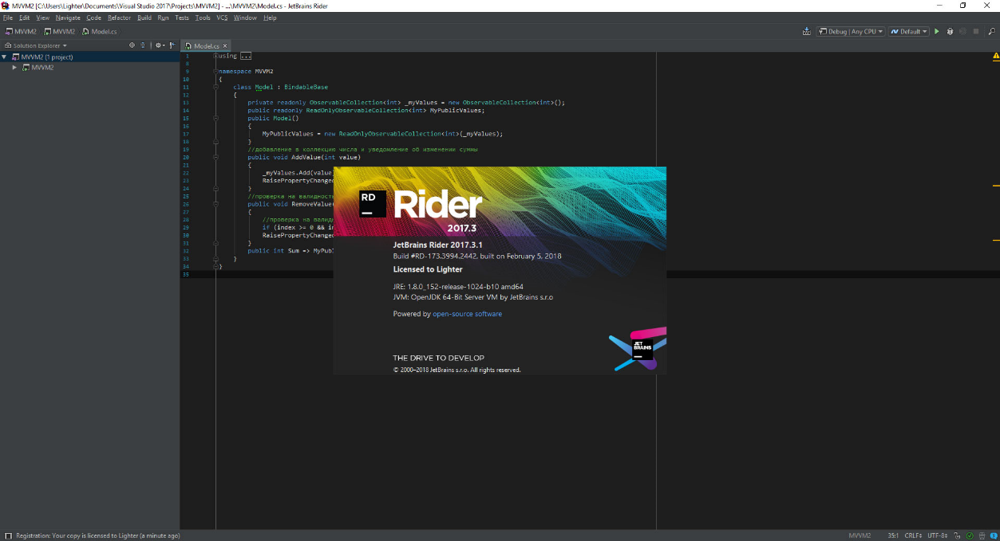 MVVM2 [C:\Users\Lighter\Documents\Visual Studio 2017\Projects\MVVM2] - ...\MVVM2\Model.cs - JetBrains Rider
File Edit View Navigate Code Refactor Build Run Tests Tools VCS Window Help
MVVM2 MVVM2 Model.cs
Debug | Any CPU Default
Solution Explorer
MVVM2 (1 project)
MVVM2
Model.cs
1 using ...
8
9 namespace MVVM2
10 {
11 class Model : BindableBase
12 {
13 private readonly ObservableCollection<int> _myValues = new ObservableCollection<int>();
14 public readonly ReadOnlyObservableCollection<int> MyPublicValues;
15 public Model()
16 {
17 MyPublicValues = new ReadOnlyObservableCollection<int>(_myValues);
18 }
19 //добавление в коллекцию числа и уведомление об изменении суммы
20 public void AddValue(int value)
21 {
22 _myValues.Add(value
23 RaisePropertyChanged
24 }
25 //проверка на валидность
26 public void RemoveValue(
27 {
28 //проверка на валид
29 if (index >= 0 && in
30 RaisePropertyChanged
31 }
32 public int Sum => MyPubl
33 }
34 }
35
RD
Rider
2017.3
JetBrains Rider 2017.3.1
Build #RD-173.3994.2442, built on February 5, 2018
Licensed to Lighter
JRE: 1.8.0_152-release-1024-b10 amd64
JVM: OpenJDK 64-Bit Server VM by JetBrains s.r.o
Powered by open-source software
JET
BRAINS
THE DRIVE TO DEVELOP
© 2000–2018 JetBrains s.r.o. All rights reserved.
Registration: Your copy is licensed to Lighter (a minute ago)
MVVM2 35:1 CRLF UTF-8